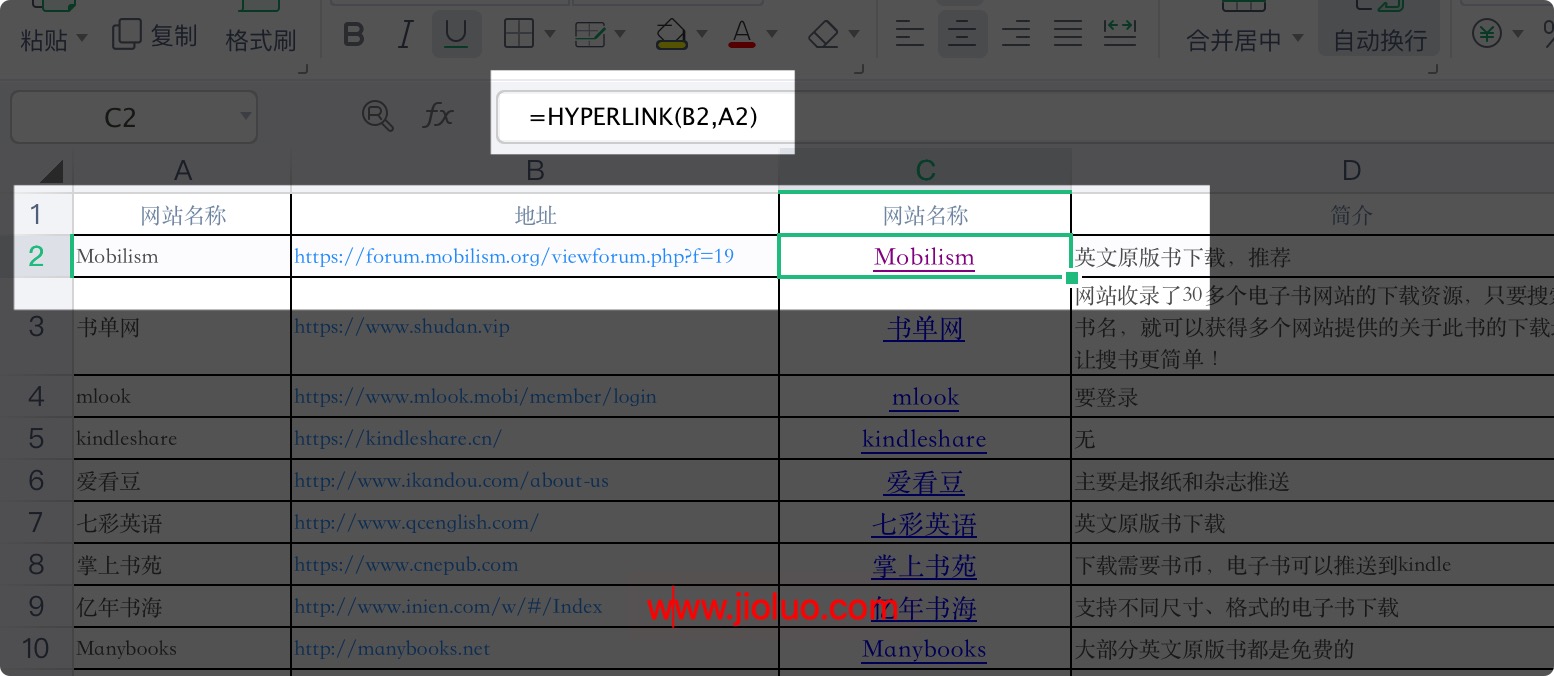 粘贴 复制 格式刷 B I U A 合并居中 自动换行
C2 fx =HYPERLINK(B2,A2)
A B C D
1 网站名称 地址 网站名称 简介
2 Mobilism https://forum.mobilism.org/viewforum.php?f=19 Mobilism 英文原版书下载，推荐
网站收录了30多个电子书网站的下载资源，只要搜索
3 书单网 https://www.shudan.vip 书单网 书名，就可以获得多个网站提供的关于此书的下载
让搜书更简单！
4 mlook https://www.mlook.mobi/member/login mlook 要登录
5 kindleshare https://kindleshare.cn/ kindleshare 无
6 爱看豆 http://www.ikandou.com/about-us 爱看豆 主要是报纸和杂志推送
7 七彩英语 http://www.qcenglish.com/ 七彩英语 英文原版书下载
8 掌上书苑 https://www.cnepub.com 掌上书苑 下载需要书币，电子书可以推送到kindle
9 亿年书海 http://www.inien.com/w/#/Index 亿年书海 支持不同尺寸、格式的电子书下载
www.jioluo.com
10 Manybooks http://manybooks.net Manybooks 大部分英文原版书都是免费的